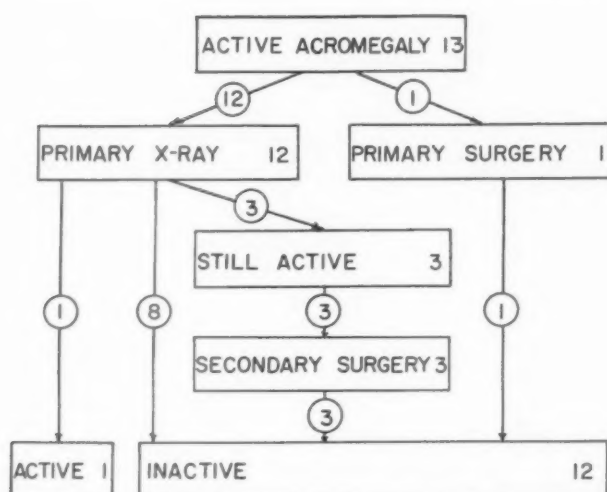 ACTIVE ACROMEGALY 13
12
1
PRIMARY X-RAY 12
PRIMARY SURGERY 1
3
STILL ACTIVE 3
1
8
3
1
SECONDARY SURGERY 3
3
ACTIVE 1
INACTIVE 12